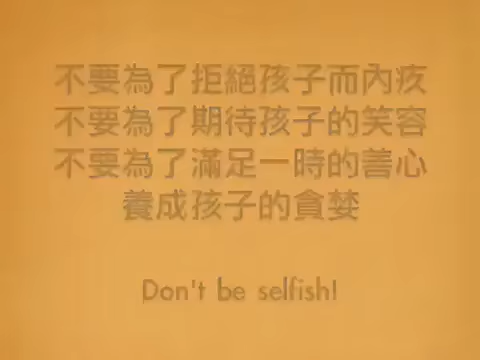 不要為了拒絕孩子而內疚
不要為了期待孩子的笑容
不要為了滿足一時的善心
養成孩子的貪婪
Don't be selfish!